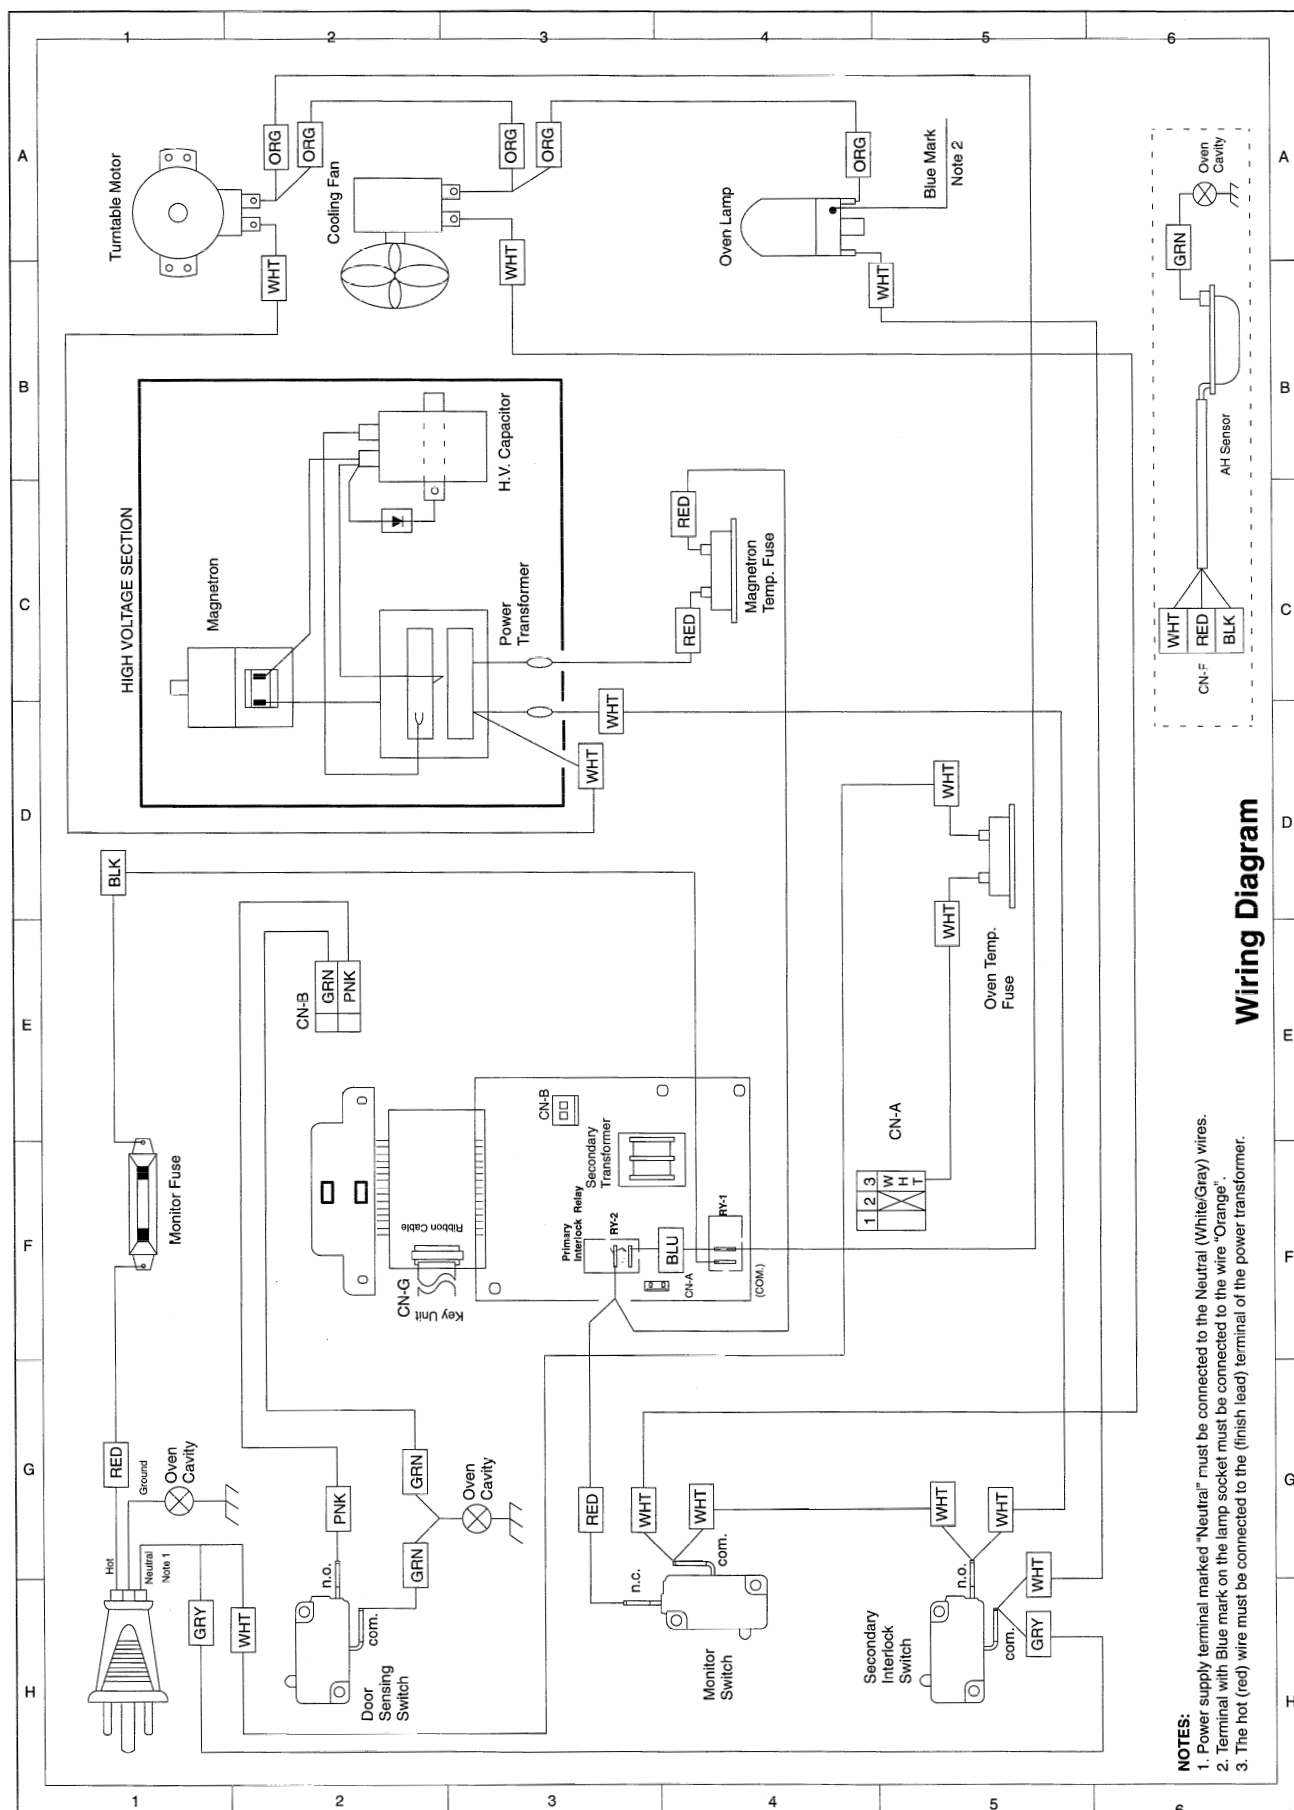 1
2
3
4
5
6
A
A
B
B
C
C
D
D
E
E
F
F
G
G
H
H
1
2
3
4
5
6
Turntable Motor
ORG
ORG
WHT
Cooling Fan
ORG
ORG
WHT
Oven Lamp
ORG
WHT
Blue Mark
Note 2
Oven
Cavity
GRN
AH Sensor
WHT
RED
BLK
CN-F
HIGH VOLTAGE SECTION
Magnetron
H.V. Capacitor
Power
Transformer
RED
RED
Magnetron
Temp. Fuse
WHT
WHT
BLK
CN-B
GRN
PNK
WHT
WHT
Oven Temp.
Fuse
Wiring Diagram
Monitor Fuse
Ribbon Cable
CN-G
Key Unit
CN-B
Secondary
Transformer
Primary
Interlock Relay
RY-2
BLU
RY-1
CN-A
(COM.)
CN-A
1 2 3
W
H
T
RED
Ground
Oven
Cavity
Hot
Neutral
Note 1
GRY
WHT
PNK
GRN
GRN
Oven
Cavity
n.o.
com.
Door
Sensing
Switch
RED
WHT
WHT
n.c.
com.
Monitor
Switch
WHT
WHT
n.o.
com.
WHT
GRY
Secondary
Interlock
Switch
NOTES:
1. Power supply terminal marked "Neutral" must be connected to the Neutral (White/Gray) wires.
2. Terminal with Blue mark on the lamp socket must be connected to the wire "Orange".
3. The hot (red) wire must be connected to the (finish lead) terminal of the power transformer.